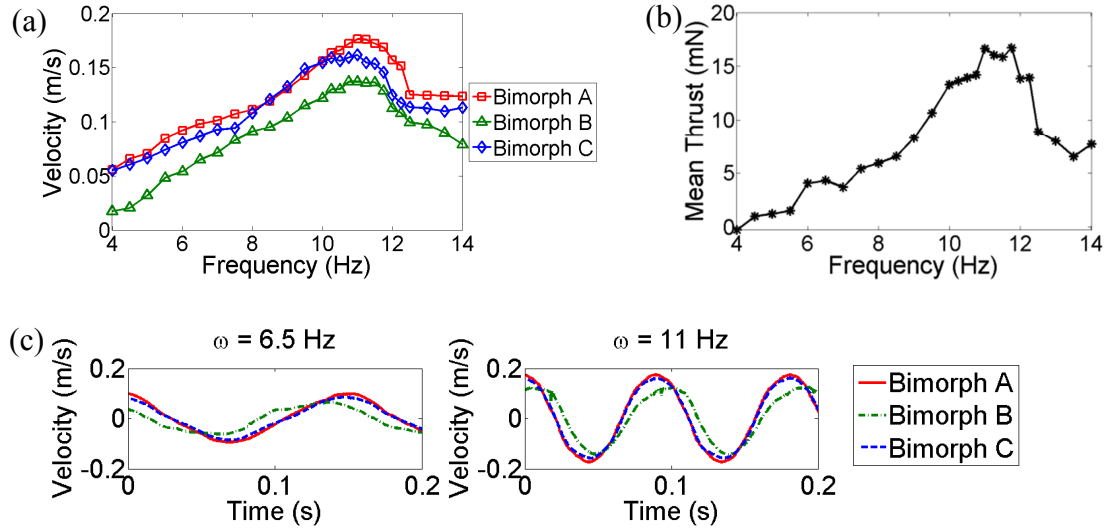 (a)
Velocity (m/s)
0.2
0.15
0.1
0.05
0
4
6
8
10
12
14
Frequency (Hz)
Bimorph A
Bimorph B
Bimorph C
(b)
Mean Thrust (mN)
20
15
10
5
0
4
6
8
10
12
14
Frequency (Hz)
(c)
ω = 6.5 Hz
Velocity (m/s)
0.2
0
-0.2
0
0.1
0.2
Time (s)
ω = 11 Hz
Velocity (m/s)
0.2
0
-0.2
0
0.1
0.2
Time (s)
Bimorph A
Bimorph B
Bimorph C